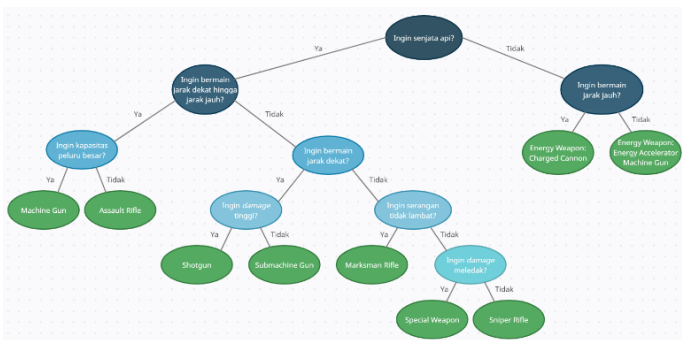 Ingin senjata api?
Ya
Tidak
Ingin bermain
jarak dekat hingga
jarak jauh?
Ingin bermain
jarak jauh?
Ya
Tidak
Ya
Tidak
Ingin kapasitas
peluru besar?
Ingin bermain
jarak dekat?
Energy Weapon:
Charged Cannon
Energy Weapon:
Energy Accelerator
Machine Gun
Ya
Tidak
Ya
Tidak
Machine Gun
Assault Rifle
Ingin damage
tinggi?
Ingin serangan
tidak lambat?
Ya
Tidak
Ya
Tidak
Shotgun
Submachine Gun
Marksman Rifle
Ingin damage
meledak?
Ya
Tidak
Special Weapon
Sniper Rifle